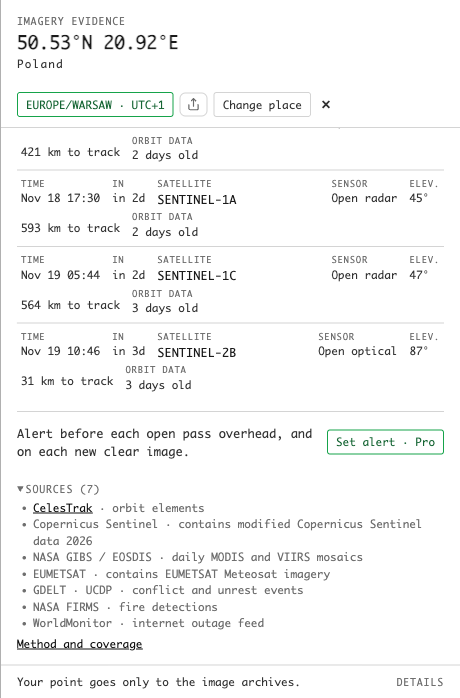 IMAGERY EVIDENCE
50.53°N 20.92°E
Poland
EUROPE/WARSAW · UTC+1
Change place ×
ORBIT DATA
421 km to track 2 days old
TIME IN SATELLITE SENSOR ELEV.
Nov 18 17:30 in 2d SENTINEL-1A Open radar 45°
ORBIT DATA
593 km to track 2 days old
TIME IN SATELLITE SENSOR ELEV.
Nov 19 05:44 in 2d SENTINEL-1C Open radar 47°
ORBIT DATA
564 km to track 3 days old
TIME IN SATELLITE SENSOR ELEV.
Nov 19 10:46 in 3d SENTINEL-2B Open optical 87°
ORBIT DATA
31 km to track 3 days old
Alert before each open pass overhead, and
on each new clear image.
Set alert · Pro
▼SOURCES (7)
• CelesTrak · orbit elements
• Copernicus Sentinel · contains modified Copernicus Sentinel
data 2026
• NASA GIBS / EOSDIS · daily MODIS and VIIRS mosaics
• EUMETSAT · contains EUMETSAT Meteosat imagery
• GDELT · UCDP · conflict and unrest events
• NASA FIRMS · fire detections
• WorldMonitor · internet outage feed
Method and coverage
Your point goes only to the image archives. DETAILS